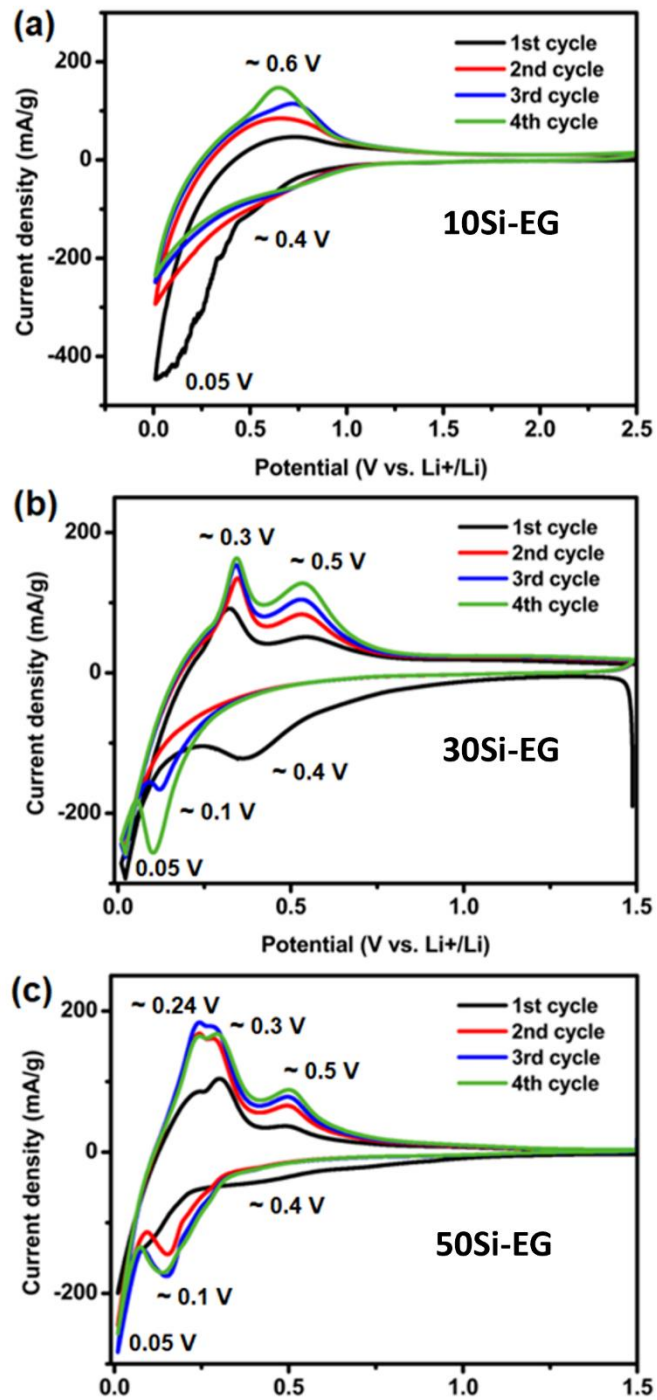 (a)
1st cycle
2nd cycle
3rd cycle
4th cycle
~ 0.6 V
~ 0.4 V
0.05 V
10Si-EG
200
0
-200
-400
Current density (mA/g)
0.0 0.5 1.0 1.5 2.0 2.5
Potential (V vs. Li+/Li)
(b)
1st cycle
2nd cycle
3rd cycle
4th cycle
~ 0.3 V
~ 0.5 V
~ 0.4 V
~ 0.1 V
0.05 V
30Si-EG
200
0
-200
Current density (mA/g)
0.0 0.5 1.0 1.5
Potential (V vs. Li+/Li)
(c)
1st cycle
2nd cycle
3rd cycle
4th cycle
~ 0.24 V
~ 0.3 V
~ 0.5 V
~ 0.4 V
~ 0.1 V
0.05 V
50Si-EG
200
0
-200
Current density (mA/g)
0.0 0.5 1.0 1.5